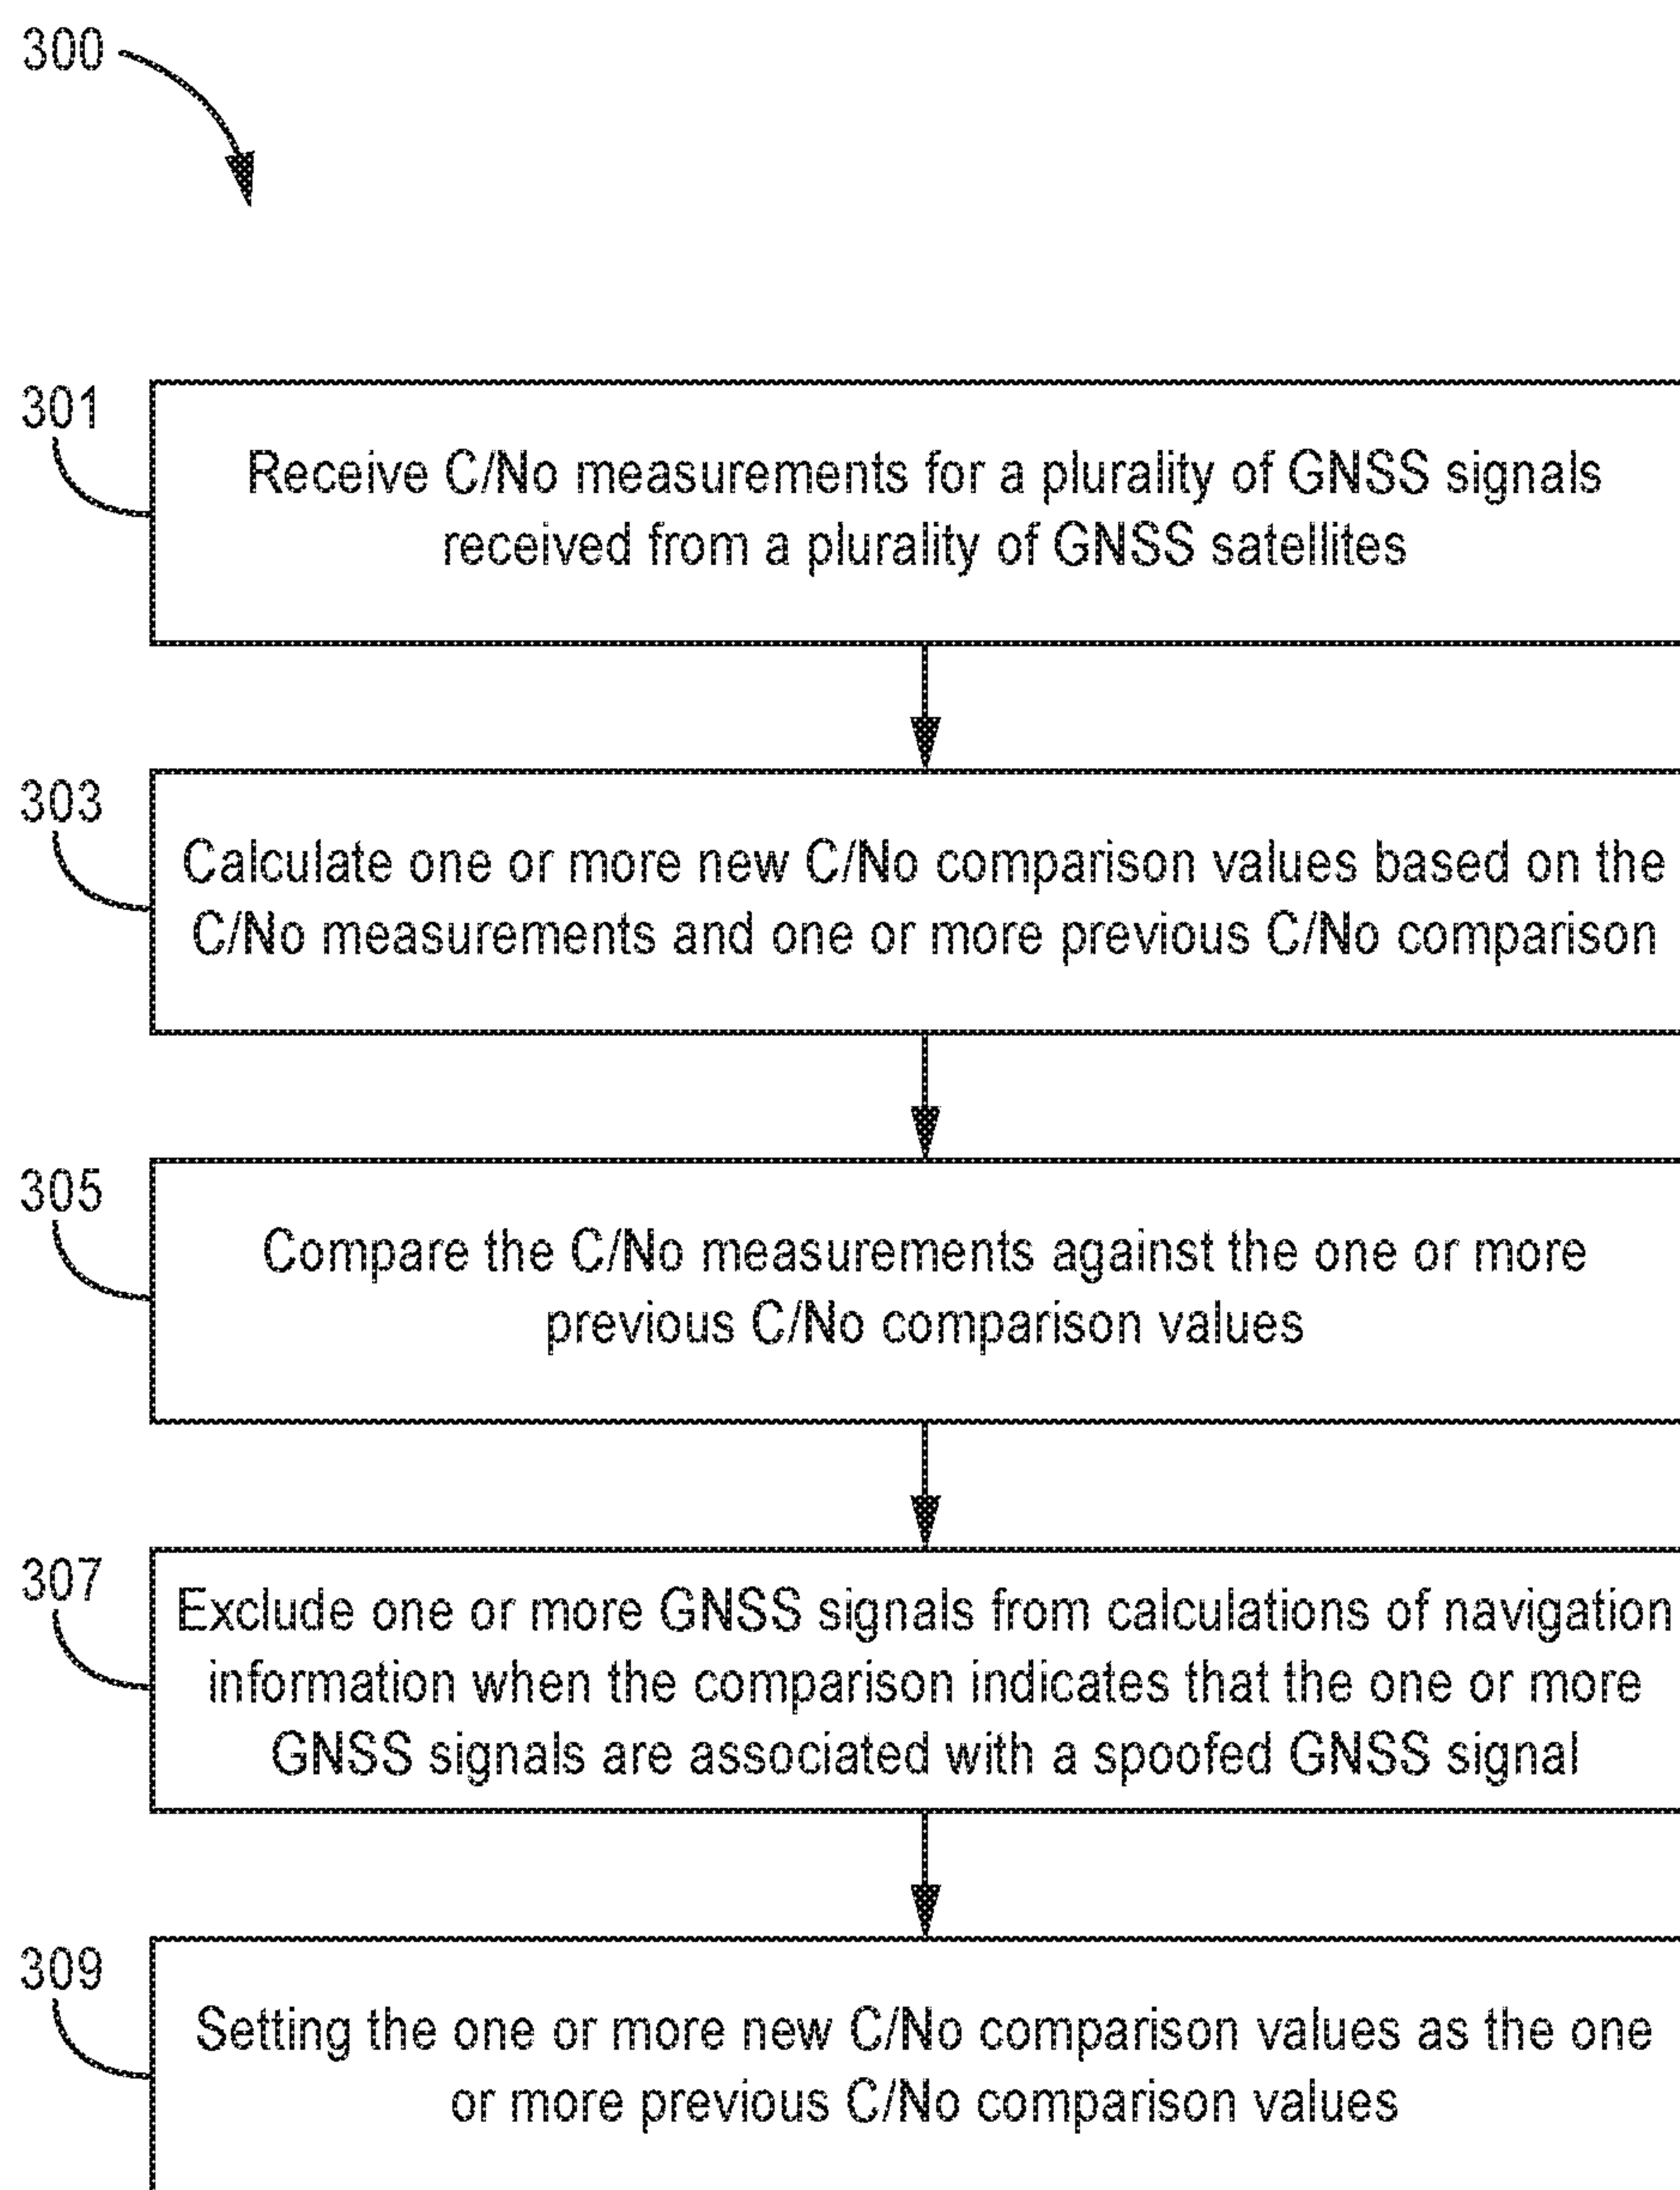 300
301
Receive C/No measurements for a plurality of GNSS signals
received from a plurality of GNSS satellites
303
Calculate one or more new C/No comparison values based on the
C/No measurements and one or more previous C/No comparison
305
Compare the C/No measurements against the one or more
previous C/No comparison values
307
Exclude one or more GNSS signals from calculations of navigation
information when the comparison indicates that the one or more
GNSS signals are associated with a spoofed GNSS signal
309
Setting the one or more new C/No comparison values as the one
or more previous C/No comparison values